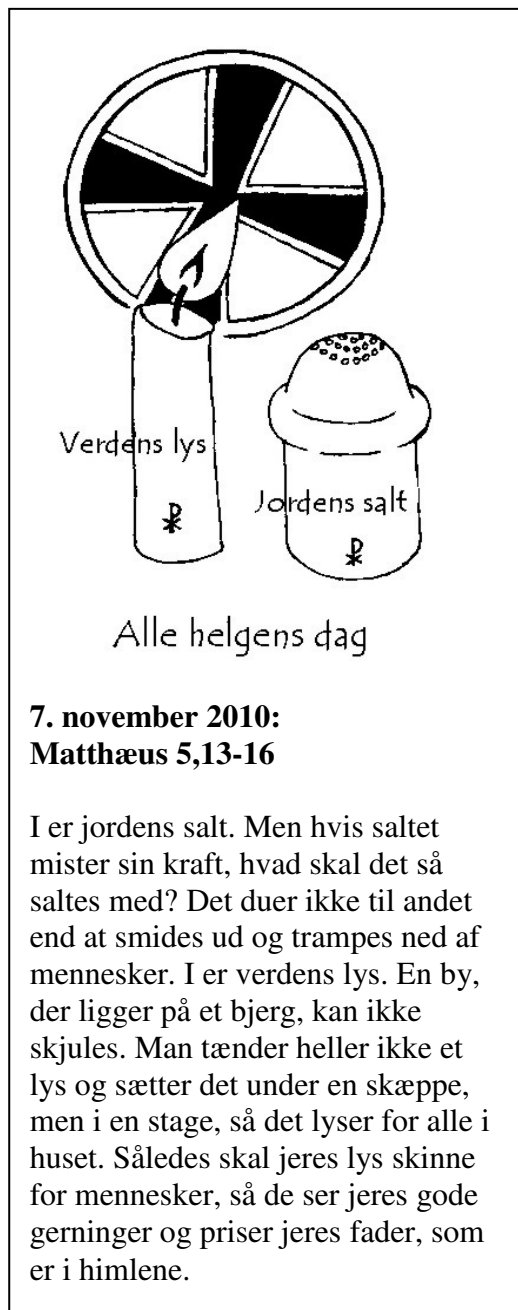 Verdens lys
Jordens salt
Alle helgens dag
7. november 2010:
Matthæus 5,13-16
I er jordens salt. Men hvis saltet
mister sin kraft, hvad skal det så
saltes med? Det duer ikke til andet
end at smides ud og trampes ned af
mennesker. I er verdens lys. En by,
der ligger på et bjerg, kan ikke
skjules. Man tænder heller ikke et
lys og sætter det under en skæppe,
men i en stage, så det lyser for alle i
huset. Således skal jeres lys skinne
for mennesker, så de ser jeres gode
gerninger og priser jeres fader, som
er i himlene.